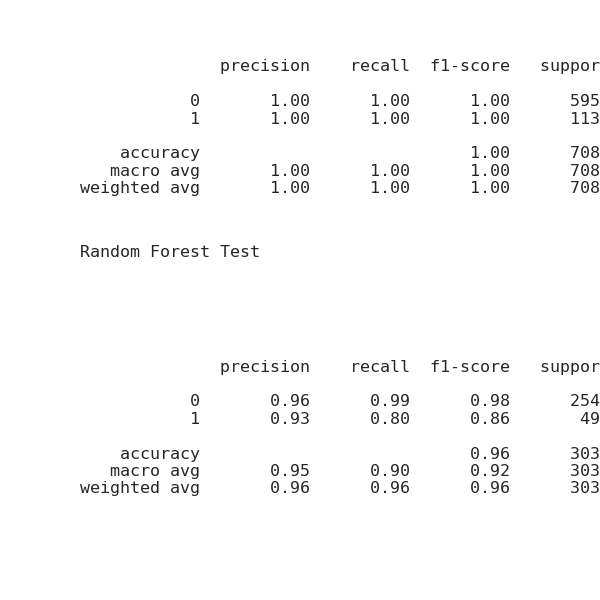 precision recall f1-score suppor
0 1.00 1.00 1.00 595
1 1.00 1.00 1.00 113
accuracy 1.00 708
macro avg 1.00 1.00 1.00 708
weighted avg 1.00 1.00 1.00 708
Random Forest Test
precision recall f1-score suppor
0 0.96 0.99 0.98 254
1 0.93 0.80 0.86 49
accuracy 0.96 303
macro avg 0.95 0.90 0.92 303
weighted avg 0.96 0.96 0.96 303